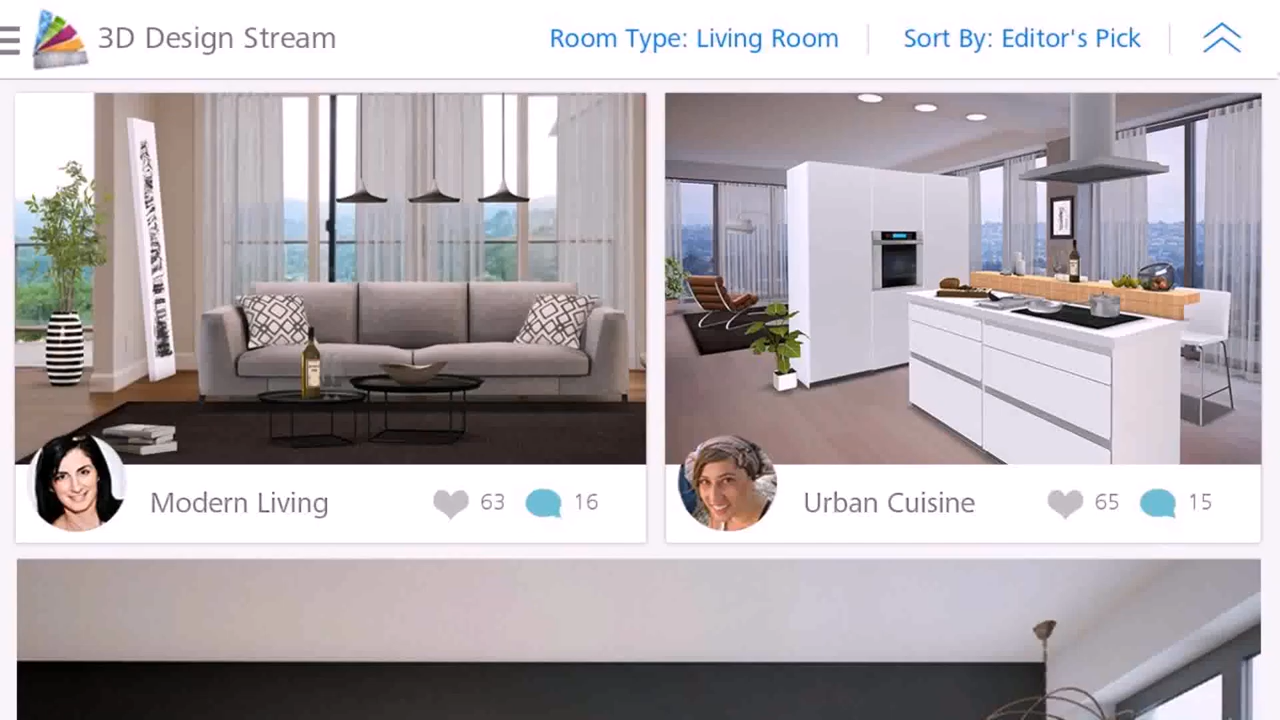 3D Design Stream
Room Type: Living Room
Sort By: Editor's Pick
Modern Living
63
16
Urban Cuisine
65
15